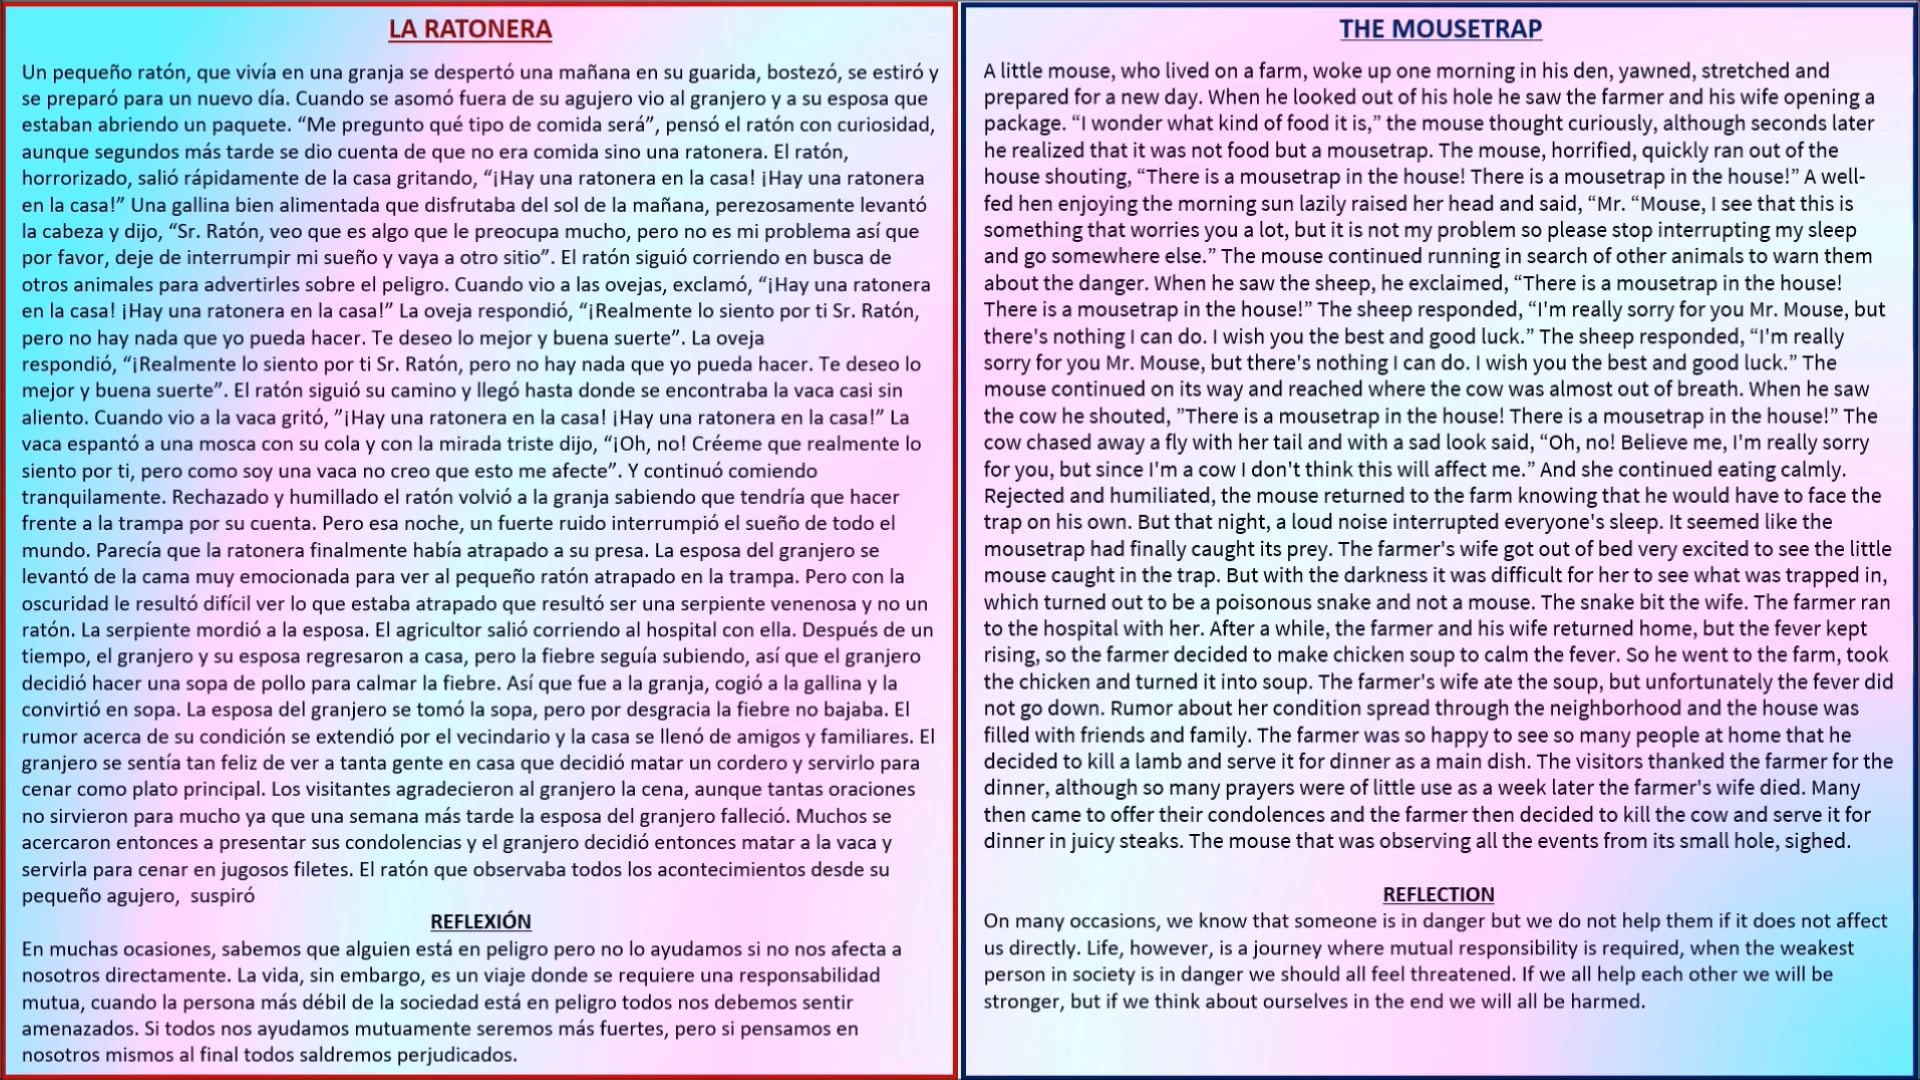 LA RATONERA
Un pequeño ratón, que vivía en una granja se despertó una mañana en su guarida, bostezó, se estiró y
se preparó para un nuevo día. Cuando se asomó fuera de su agujero vio al granjero y a su esposa que
estaban abriendo un paquete. “Me pregunto qué tipo de comida será”, pensó el ratón con curiosidad,
aunque segundos más tarde se dio cuenta de que no era comida sino una ratonera. El ratón,
horrorizado, salió rápidamente de la casa gritando, “¡Hay una ratonera en la casa! ¡Hay una ratonera
en la casa!” Una gallina bien alimentada que disfrutaba del sol de la mañana, perezosamente levantó
la cabeza y dijo, “Sr. Ratón, veo que es algo que le preocupa mucho, pero no es mi problema así que
por favor, deje de interrumpir mi sueño y vaya a otro sitio”. El ratón siguió corriendo en busca de
otros animales para advertirles sobre el peligro. Cuando vio a las ovejas, exclamó, “¡Hay una ratonera
en la casa! ¡Hay una ratonera en la casa!” La oveja respondió, “¡Realmente lo siento por ti Sr. Ratón,
pero no hay nada que yo pueda hacer. Te deseo lo mejor y buena suerte”. La oveja
respondió, “¡Realmente lo siento por ti Sr. Ratón, pero no hay nada que yo pueda hacer. Te deseo lo
mejor y buena suerte”. El ratón siguió su camino y llegó hasta donde se encontraba la vaca casi sin
aliento. Cuando vio a la vaca gritó, ”¡Hay una ratonera en la casa! ¡Hay una ratonera en la casa!” La
vaca espantó a una mosca con su cola y con la mirada triste dijo, “¡Oh, no! Créeme que realmente lo
siento por ti, pero como soy una vaca no creo que esto me afecte”. Y continuó comiendo
tranquilamente. Rechazado y humillado el ratón volvió a la granja sabiendo que tendría que hacer
frente a la trampa por su cuenta. Pero esa noche, un fuerte ruido interrumpió el sueño de todo el
mundo. Parecía que la ratonera finalmente había atrapado a su presa. La esposa del granjero se
levantó de la cama muy emocionada para ver al pequeño ratón atrapado en la trampa. Pero con la
oscuridad le resultó difícil ver lo que estaba atrapado que resultó ser una serpiente venenosa y no un
ratón. La serpiente mordió a la esposa. El agricultor salió corriendo al hospital con ella. Después de un
tiempo, el granjero y su esposa regresaron a casa, pero la fiebre seguía subiendo, así que el granjero
decidió hacer una sopa de pollo para calmar la fiebre. Así que fue a la granja, cogió a la gallina y la
convirtió en sopa. La esposa del granjero se tomó la sopa, pero por desgracia la fiebre no bajaba. El
rumor acerca de su condición se extendió por el vecindario y la casa se llenó de amigos y familiares. El
granjero se sentía tan feliz de ver a tanta gente en casa que decidió matar un cordero y servirlo para
cenar como plato principal. Los visitantes agradecieron al granjero la cena, aunque tantas oraciones
no sirvieron para mucho ya que una semana más tarde la esposa del granjero falleció. Muchos se
acercaron entonces a presentar sus condolencias y el granjero decidió entonces matar a la vaca y
servirla para cenar en jugosos filetes. El ratón que observaba todos los acontecimientos desde su
pequeño agujero, suspiró
REFLEXIÓN
En muchas ocasiones, sabemos que alguien está en peligro pero no lo ayudamos si no nos afecta a
nosotros directamente. La vida, sin embargo, es un viaje donde se requiere una responsabilidad
mutua, cuando la persona más débil de la sociedad está en peligro todos nos debemos sentir
amenazados. Si todos nos ayudamos mutuamente seremos más fuertes, pero si pensamos en
nosotros mismos al final todos saldremos perjudicados.
THE MOUSETRAP
A little mouse, who lived on a farm, woke up one morning in his den, yawned, stretched and
prepared for a new day. When he looked out of his hole he saw the farmer and his wife opening a
package. “I wonder what kind of food it is,” the mouse thought curiously, although seconds later
he realized that it was not food but a mousetrap. The mouse, horrified, quickly ran out of the
house shouting, “There is a mousetrap in the house! There is a mousetrap in the house!” A well-
fed hen enjoying the morning sun lazily raised her head and said, “Mr. “Mouse, I see that this is
something that worries you a lot, but it is not my problem so please stop interrupting my sleep
and go somewhere else.” The mouse continued running in search of other animals to warn them
about the danger. When he saw the sheep, he exclaimed, “There is a mousetrap in the house!
There is a mousetrap in the house!” The sheep responded, “I'm really sorry for you Mr. Mouse, but
there's nothing I can do. I wish you the best and good luck.” The sheep responded, “I'm really
sorry for you Mr. Mouse, but there's nothing I can do. I wish you the best and good luck.” The
mouse continued on its way and reached where the cow was almost out of breath. When he saw
the cow he shouted, ”There is a mousetrap in the house! There is a mousetrap in the house!” The
cow chased away a fly with her tail and with a sad look said, “Oh, no! Believe me, I'm really sorry
for you, but since I'm a cow I don't think this will affect me.” And she continued eating calmly.
Rejected and humiliated, the mouse returned to the farm knowing that he would have to face the
trap on his own. But that night, a loud noise interrupted everyone's sleep. It seemed like the
mousetrap had finally caught its prey. The farmer's wife got out of bed very excited to see the little
mouse caught in the trap. But with the darkness it was difficult for her to see what was trapped in,
which turned out to be a poisonous snake and not a mouse. The snake bit the wife. The farmer ran
to the hospital with her. After a while, the farmer and his wife returned home, but the fever kept
rising, so the farmer decided to make chicken soup to calm the fever. So he went to the farm, took
the chicken and turned it into soup. The farmer's wife ate the soup, but unfortunately the fever did
not go down. Rumor about her condition spread through the neighborhood and the house was
filled with friends and family. The farmer was so happy to see so many people at home that he
decided to kill a lamb and serve it for dinner as a main dish. The visitors thanked the farmer for the
dinner, although so many prayers were of little use as a week later the farmer's wife died. Many
then came to offer their condolences and the farmer then decided to kill the cow and serve it for
dinner in juicy steaks. The mouse that was observing all the events from its small hole, sighed.
REFLECTION
On many occasions, we know that someone is in danger but we do not help them if it does not affect
us directly. Life, however, is a journey where mutual responsibility is required, when the weakest
person in society is in danger we should all feel threatened. If we all help each other we will be
stronger, but if we think about ourselves in the end we will all be harmed.